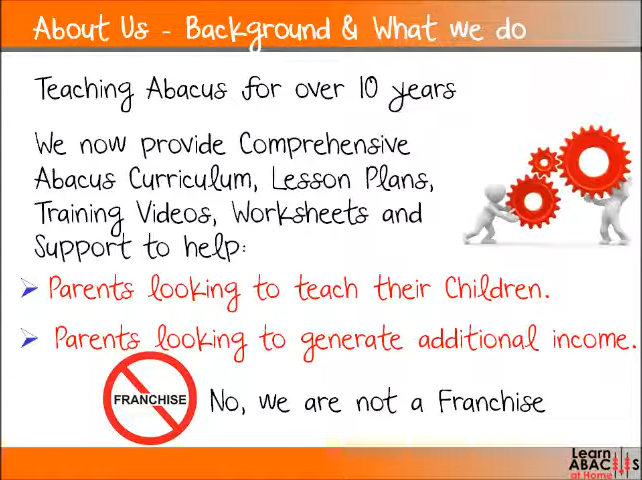 About Us - Background & What we do
Teaching Abacus for over 10 years
We now provide Comprehensive
Abacus Curriculum, Lesson Plans,
Training Videos, Worksheets and
Support to help:
Parents looking to teach their Children.
Parents looking to generate additional income.
FRANCHISE
No, we are not a Franchise
Learn
ABACUS
at Home